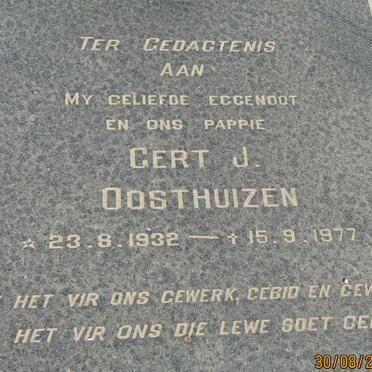 TER GEDAGTENIS
AAN
MY GELIEFDE EGGENOOT
EN ONS PAPPIE
GERT J.
OOSTHUIZEN
☆ 23.8.1932 — ✝ 15.9.1977
HET VIR ONS GEWERK, GEBID EN
HET VIR ONS DIE LEWE SOET
30/08/2